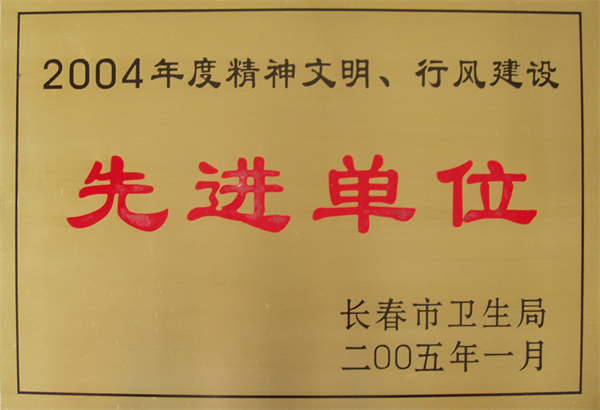 2004年度精神文明、行风建设
先进单位
长春市卫生局
二00五年一月